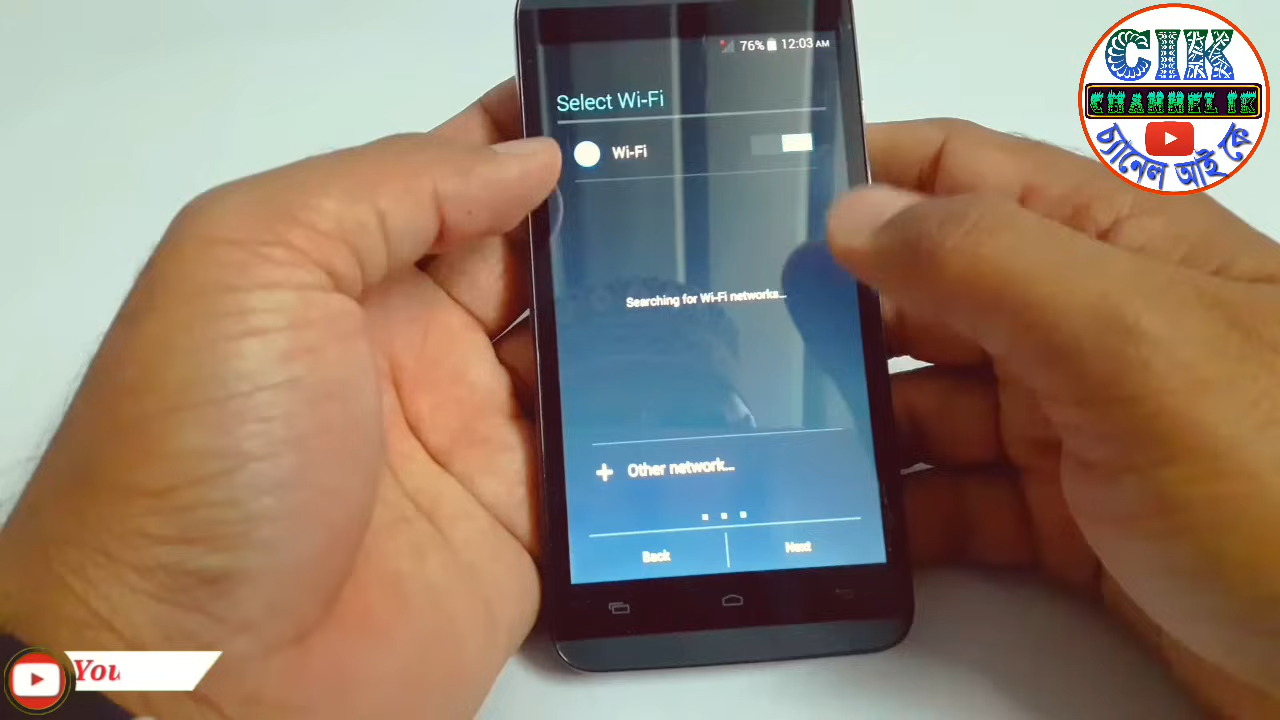 76% 12:03 AM
Select Wi-Fi
Wi-Fi
Searching for Wi-Fi networks...
Other network...
Back
Next
CIK
CHANNEL IK
চ্যানেল আই কে
You